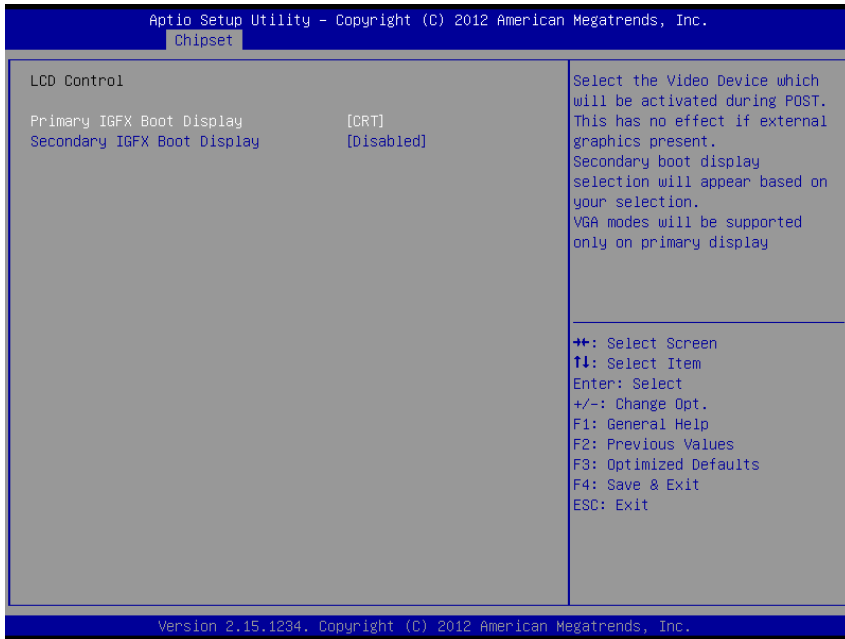 Aptio Setup Utility – Copyright (C) 2012 American Megatrends, Inc.
Chipset
LCD Control
Primary IGFX Boot Display [CRT]
Secondary IGFX Boot Display [Disabled]
Select the Video Device which
will be activated during POST.
This has no effect if external
graphics present.
Secondary boot display
selection will appear based on
your selection.
VGA modes will be supported
only on primary display
→←: Select Screen
↑↓: Select Item
Enter: Select
+/-: Change Opt.
F1: General Help
F2: Previous Values
F3: Optimized Defaults
F4: Save & Exit
ESC: Exit
Version 2.15.1234. Copyright (C) 2012 American Megatrends, Inc.